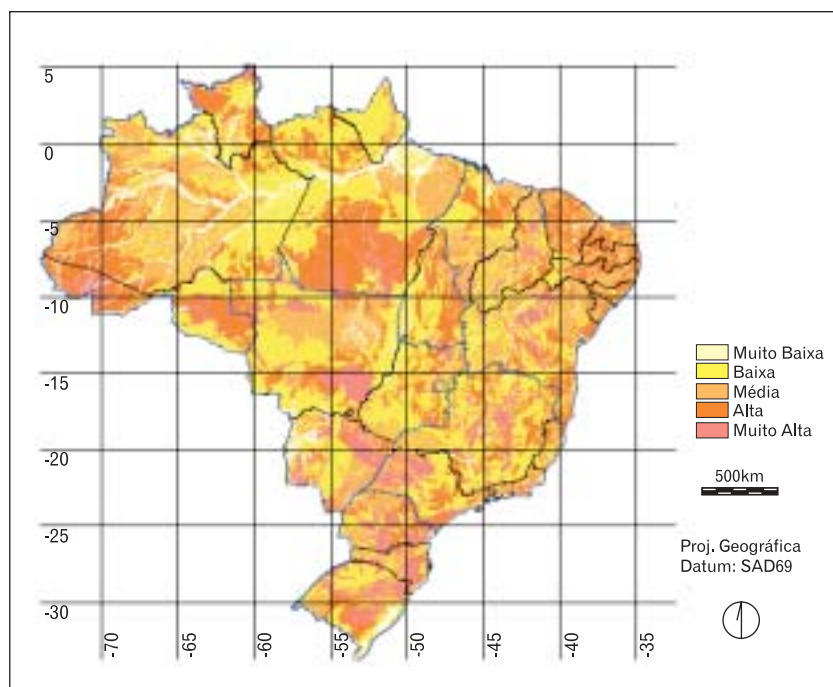 5
0
-5
-10
-15
-20
-25
-30
-70
-65
-60
-55
-50
-45
-40
-35
Muito Baixa
Baixa
Média
Alta
Muito Alta
500km
Proj. Geográfica
Datum: SAD69